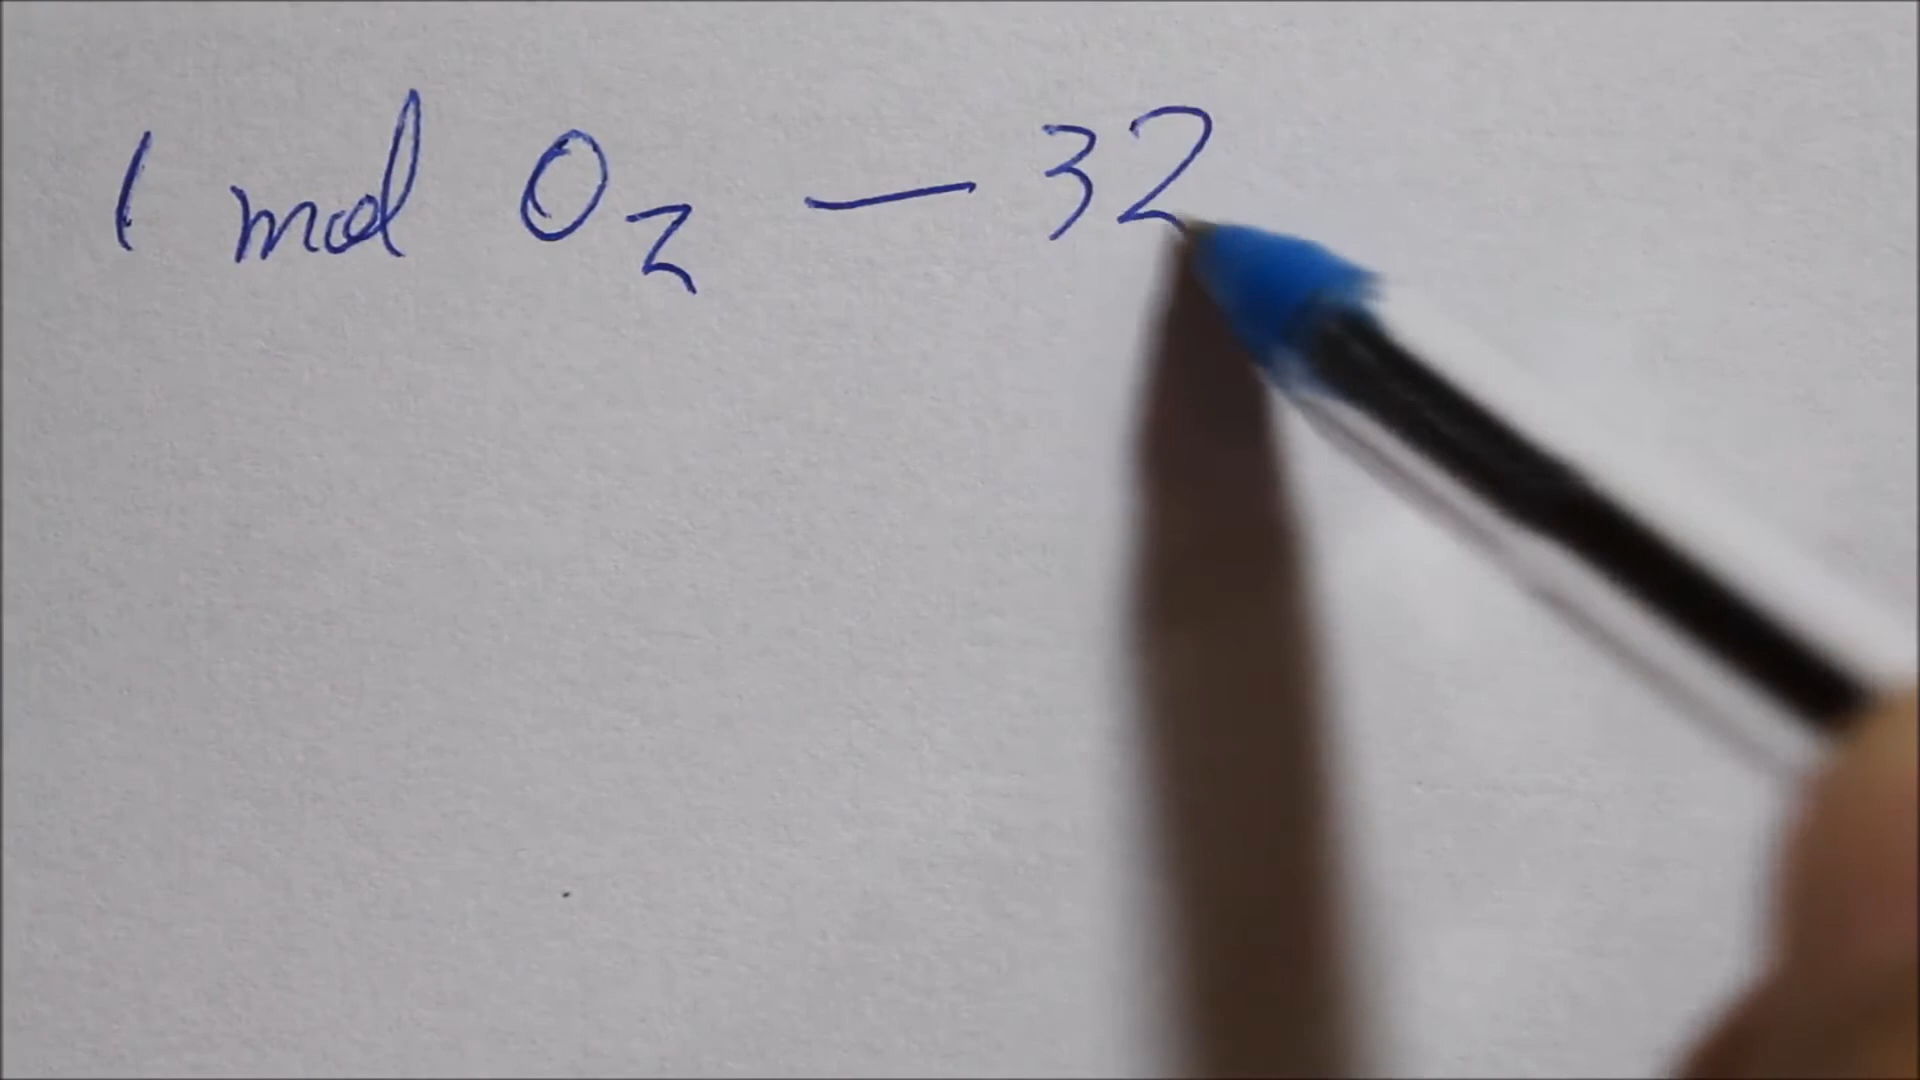 1 mol O₂ — 32